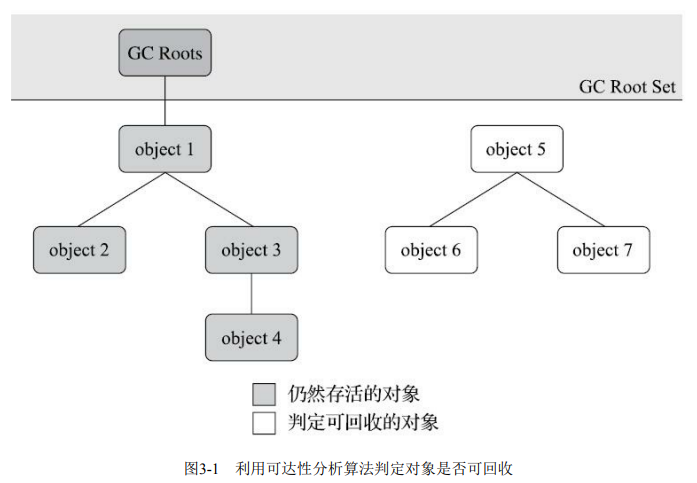 GC Roots
GC Root Set
object 1
object 5
object 2
object 3
object 6
object 7
object 4
仍然存活的对象
判定可回收的对象
图3-1 利用可达性分析算法判定对象是否可回收